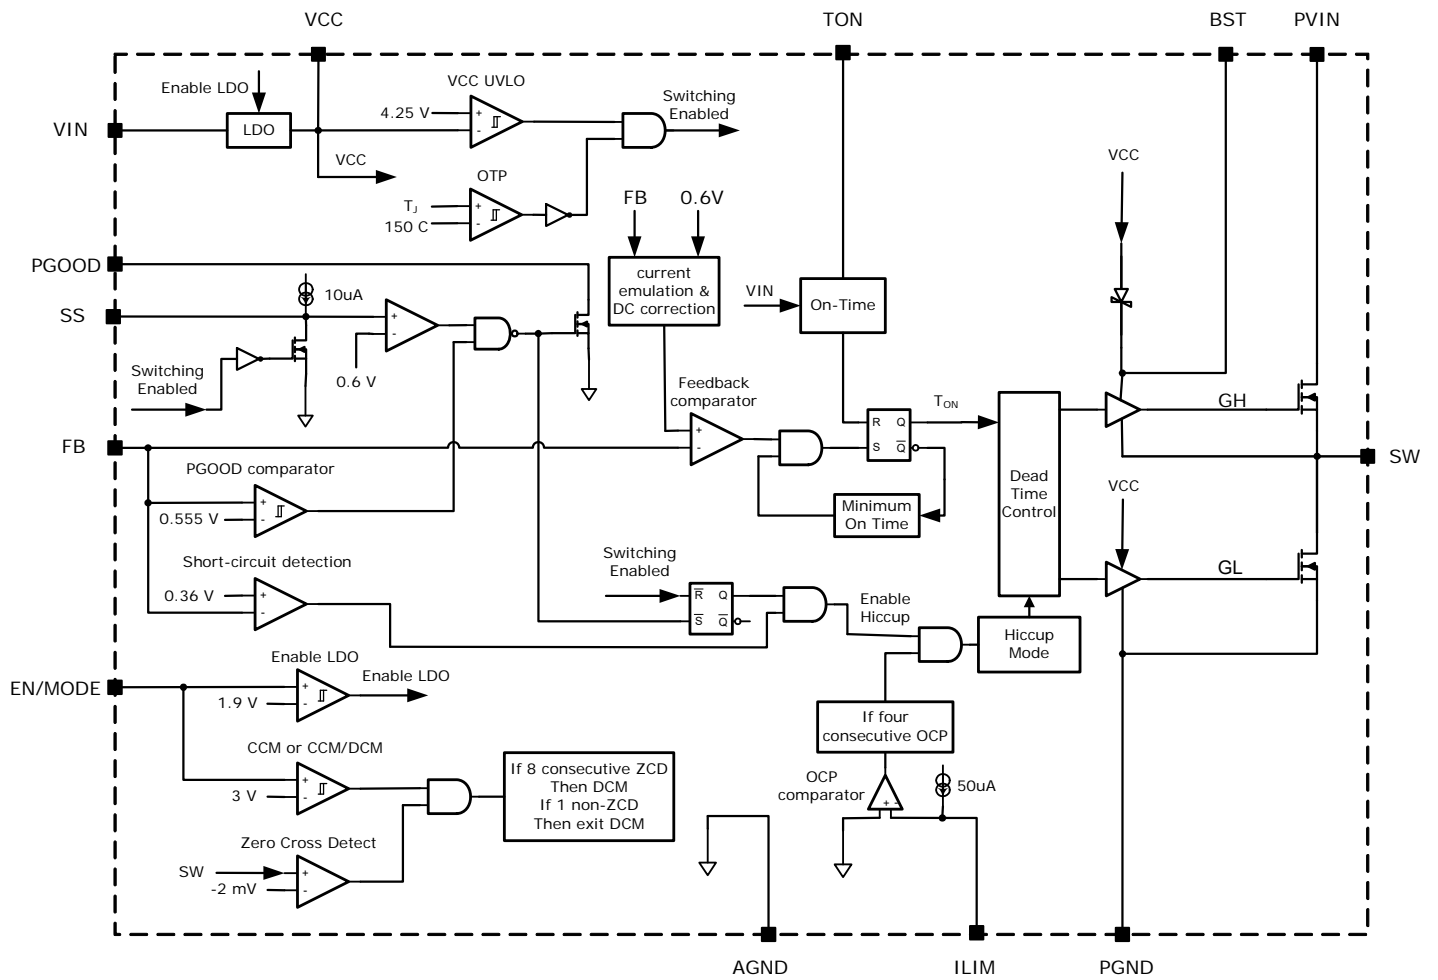 VCC
TON
BST
PVIN
Enable LDO
VCC UVLO
Switching
Enabled
4.25 V
+
-
VIN
LDO
VCC
VCC
OTP
TJ
150 C
+
-
FB
0.6V
PGOOD
current
emulation &
DC correction
10uA
VIN
On-Time
SS
+
-
0.6 V
Switching
Enabled
Feedback
comparator
TON
GH
R
Q
S
Q
+
-
FB
SW
PGOOD comparator
Dead
Time
Control
VCC
+
-
0.555 V
Minimum
On Time
Switching
Enabled
Short-circuit detection
GL
0.36 V
+
-
R
Q
S
Q
Enable
Hiccup
Hiccup
Mode
Enable LDO
Enable LDO
EN/MODE
+
-
1.9 V
If four
consecutive OCP
CCM or CCM/DCM
If 8 consecutive ZCD
Then DCM
If 1 non-ZCD
Then exit DCM
+
-
3 V
OCP
comparator
50uA
+
-
Zero Cross Detect
SW
+
-
-2 mV
AGND
ILIM
PGND